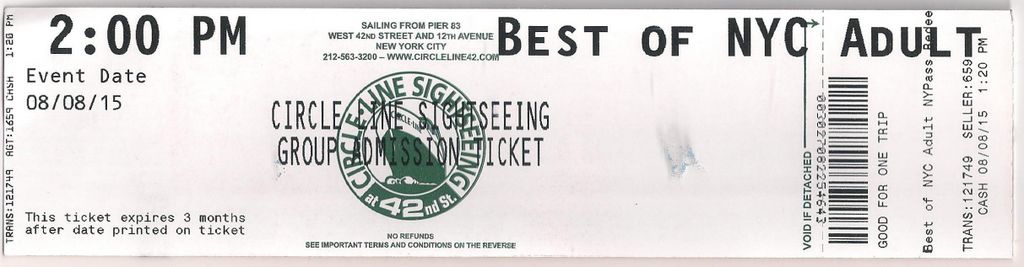 TRANS:121749 AGT:1659 CASH 1:20 PM
2:00 PM
Event Date
08/08/15
This ticket expires 3 months
after date printed on ticket
SAILING FROM PIER 83
WEST 42ND STREET AND 12TH AVENUE
NEW YORK CITY
212-563-3200 – WWW.CIRCLELINE42.COM
BEST OF NYC ADULT
CIRCLE LINE SIGHTSEEING
GROUP ADMISSION TICKET
CIRCLE-LINE SIGHTSEEING
at 42nd St.
NO REFUNDS
SEE IMPORTANT TERMS AND CONDITIONS ON THE REVERSE
VOID IF DETACHED
GOOD FOR ONE TRIP
Best of NYC Adult NYPass Redee
TRANS:121749 SELLER:659
CASH 08/08/15 1:20 PM